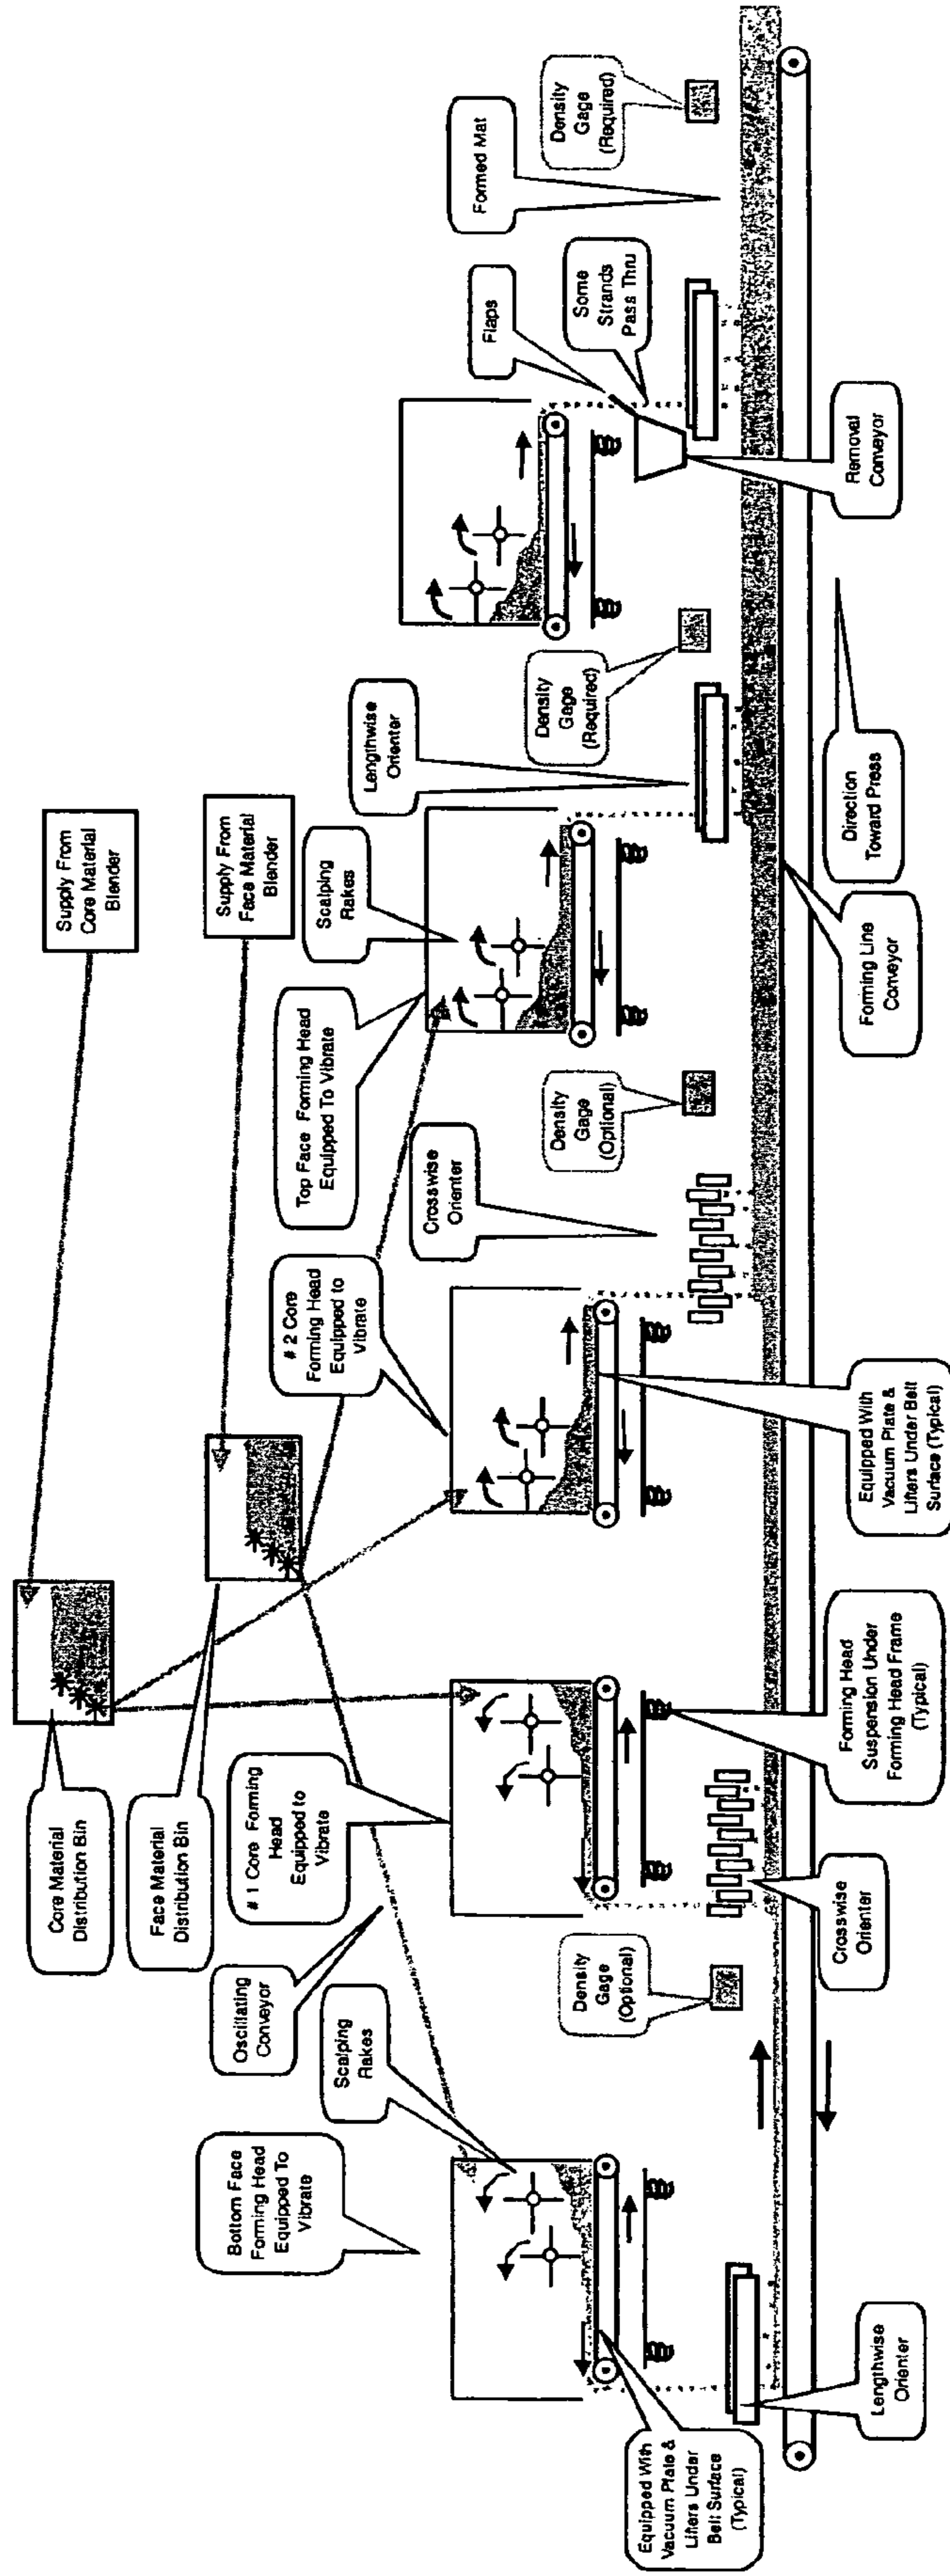 Supply From
Core Material
Blender
Supply From
Face Material
Blender
Core Material
Distribution Bin
Face Material
Distribution Bin
# 1 Core Forming
Head
Equipped to
Vibrate
# 2 Core
Forming Head
Equipped to
Vibrate
Top Face Forming Head
Equipped To Vibrate
Scalping
Rakes
Lengthwise
Orienter
Flaps
Formed Mat
Oscillating
Conveyor
Scalping
Rakes
Bottom Face
Forming Head
Equipped To
Vibrate
Crosswise
Orienter
Some
Strands
Pass Thru
Density
Gage
(Optional)
Density
Gage
(Optional)
Density
Gage
(Required)
Density
Gage
(Required)
Equipped With
Vacuum Plate &
Lifters Under
Belt Surface
(Typical)
Lengthwise
Orienter
Crosswise
Orienter
Forming Head
Suspension Under
Forming Head Frame
(Typical)
Equipped With
Vacuum Plate &
Lifters Under Belt
Surface (Typical)
Forming Line
Conveyor
Direction
Toward Press
Removal
Conveyor